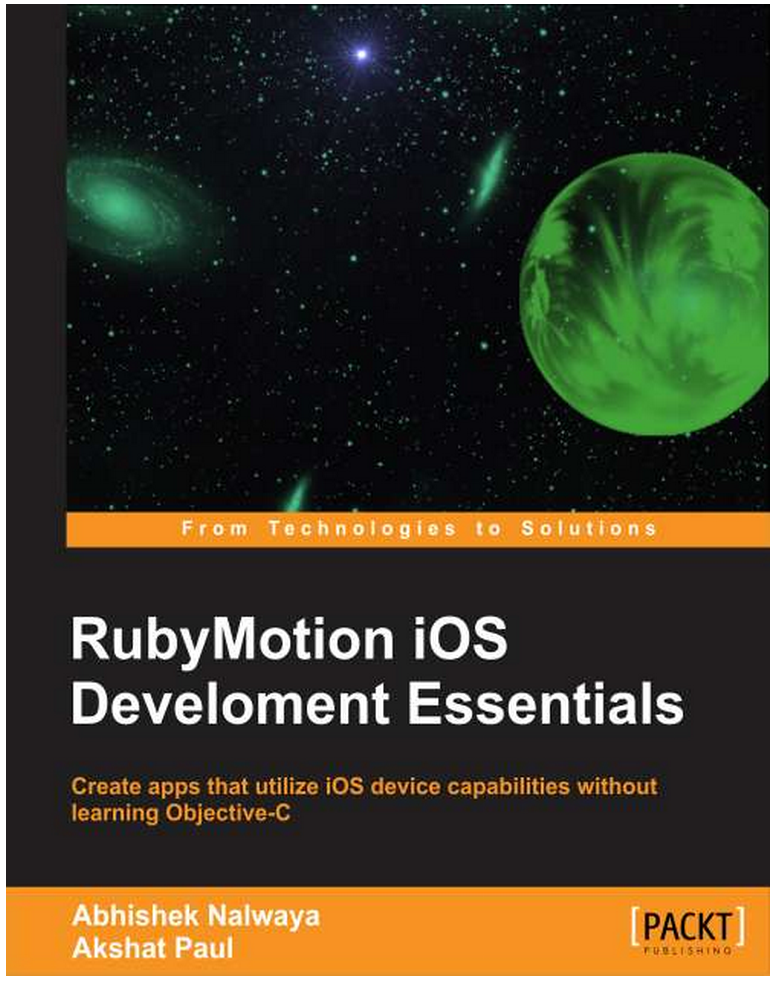 From Technologies to Solutions
RubyMotion iOS
Develoment Essentials
Create apps that utilize iOS device capabilities without
learning Objective-C
Abhishek Nalwaya
Akshat Paul
[PACKT]
PUBLISHING